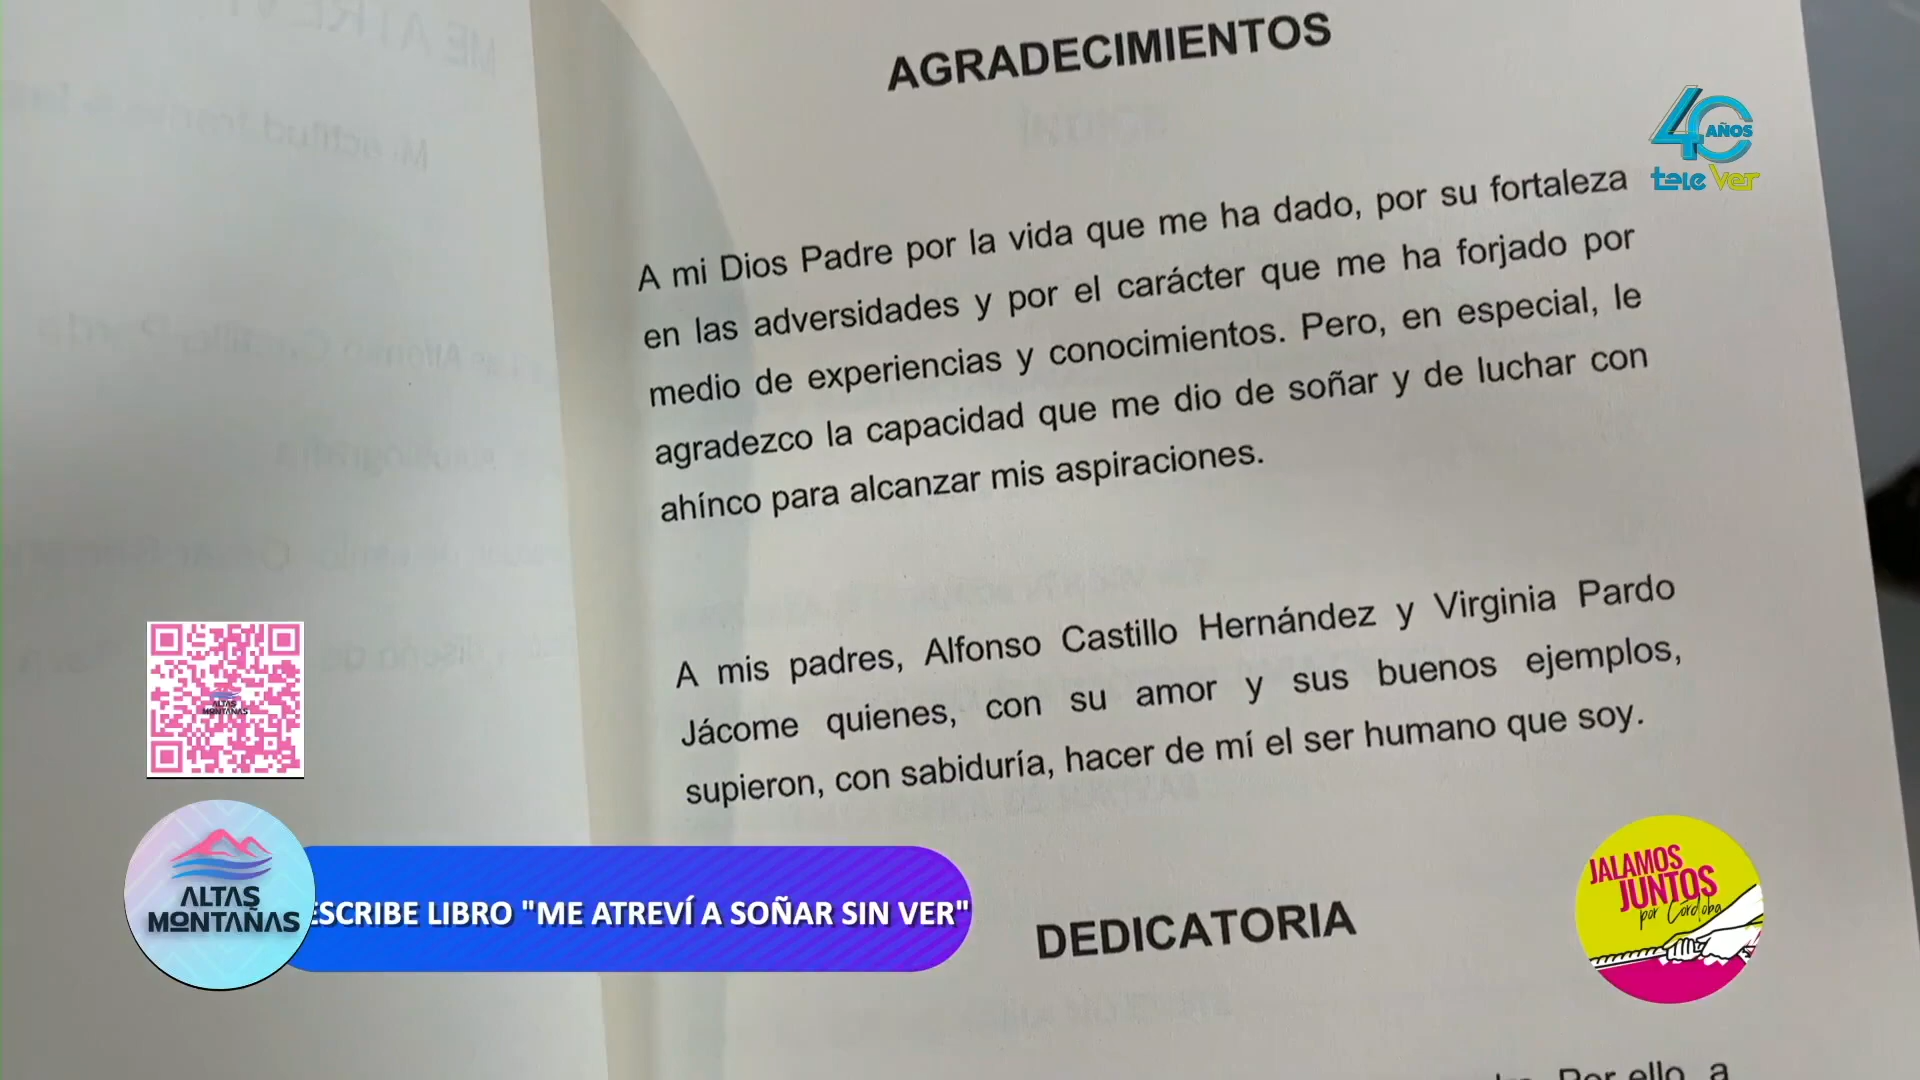 AGRADECIMIENTOS
40 AÑOS
teleVer
A mi Dios Padre por la vida que me ha dado, por su fortaleza
en las adversidades y por el carácter que me ha forjado por
medio de experiencias y conocimientos. Pero, en especial, le
agradezco la capacidad que me dio de soñar y de luchar con
ahínco para alcanzar mis aspiraciones.
A mis padres, Alfonso Castillo Hernández y Virginia Pardo
Jácome quienes, con su amor y sus buenos ejemplos,
supieron, con sabiduría, hacer de mí el ser humano que soy.
ALTAS
MONTAÑAS
ALTAS
MONTAÑAS
ESCRIBE LIBRO "ME ATREVÍ A SOÑAR SIN VER"
DEDICATORIA
JALAMOS
JUNTOS
por Córdoba
Por ello, a